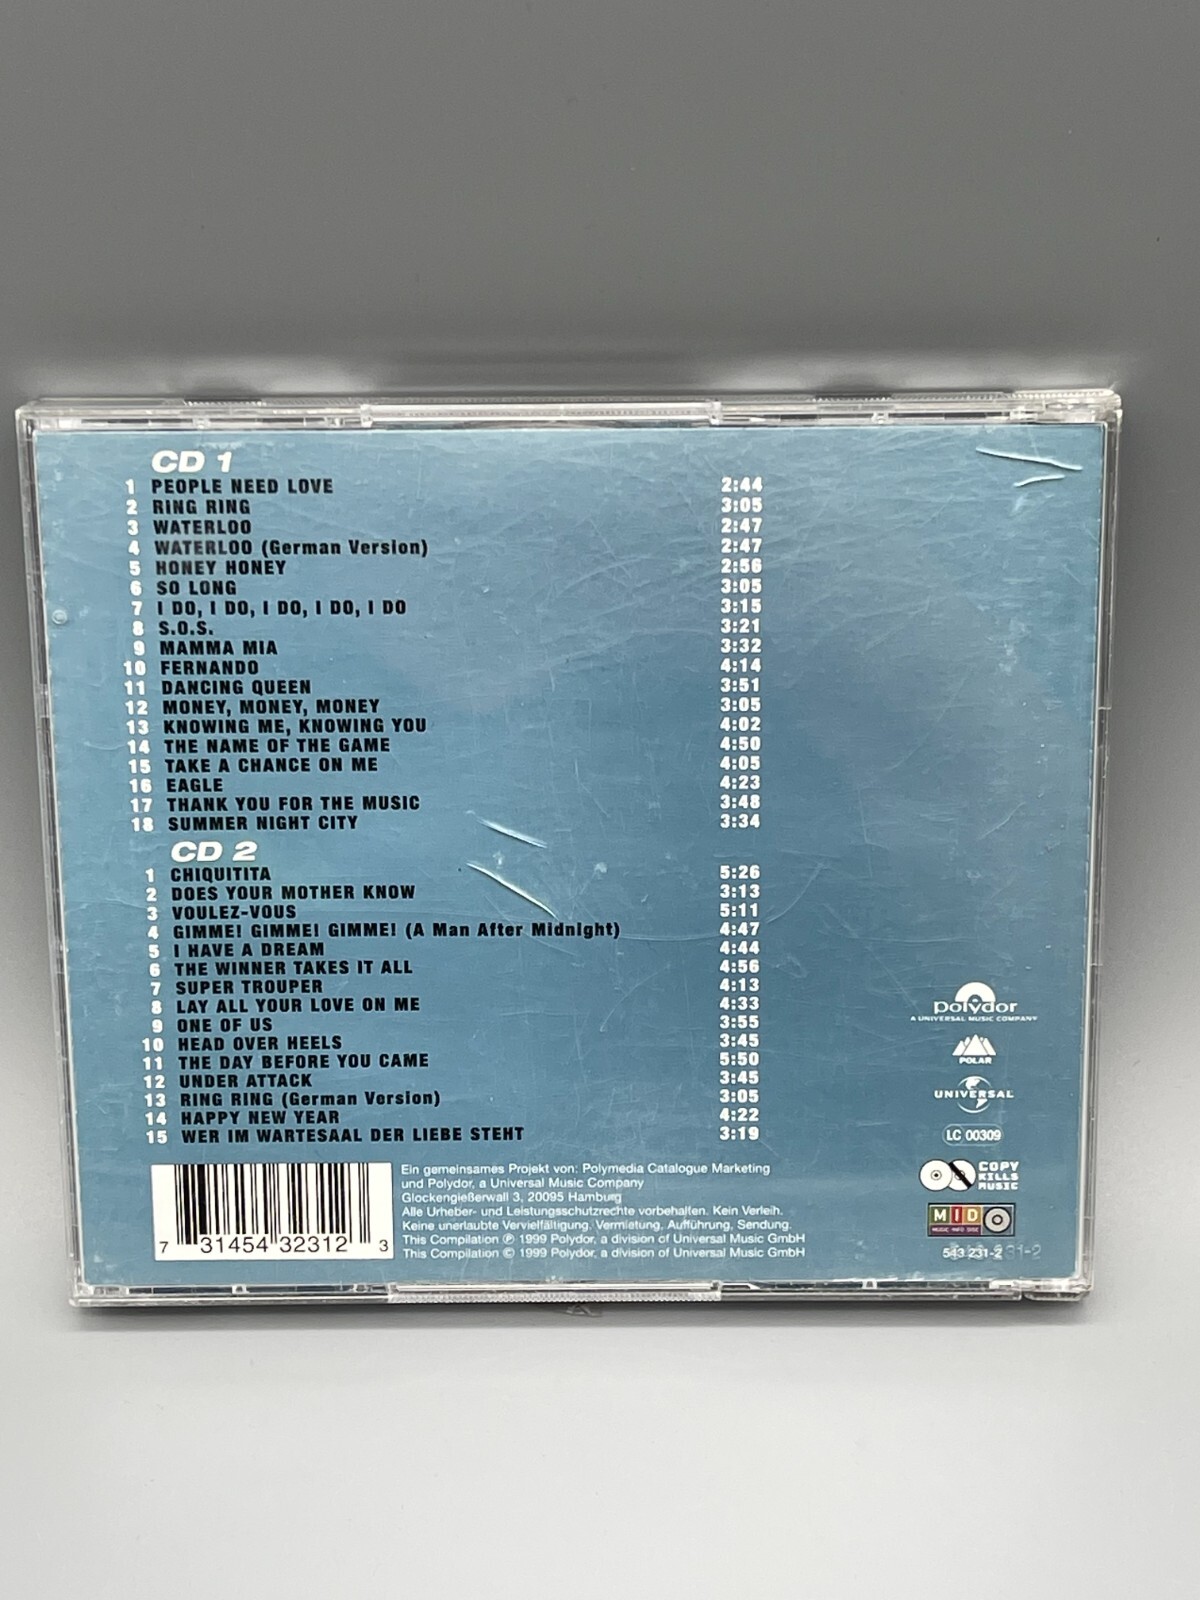 CD 1
1 PEOPLE NEED LOVE 2:44
2 RING RING 3:05
3 WATERLOO 2:47
4 WATERLOO (German Version) 2:47
5 HONEY HONEY 2:56
6 SO LONG 3:05
7 I DO, I DO, I DO, I DO, I DO 3:15
8 S.O.S. 3:21
9 MAMMA MIA 3:32
10 FERNANDO 4:14
11 DANCING QUEEN 3:51
12 MONEY, MONEY, MONEY 3:05
13 KNOWING ME, KNOWING YOU 4:02
14 THE NAME OF THE GAME 4:50
15 TAKE A CHANCE ON ME 4:05
16 EAGLE 4:23
17 THANK YOU FOR THE MUSIC 3:48
18 SUMMER NIGHT CITY 3:34
CD 2
1 CHIQUITITA 5:26
2 DOES YOUR MOTHER KNOW 3:13
3 VOULEZ-VOUS 5:11
4 GIMME! GIMME! GIMME! (A Man After Midnight) 4:47
5 I HAVE A DREAM 4:44
6 THE WINNER TAKES IT ALL 4:56
7 SUPER TROUPER 4:13
8 LAY ALL YOUR LOVE ON ME 4:33
9 ONE OF US 3:55
10 HEAD OVER HEELS 3:45
11 THE DAY BEFORE YOU CAME 5:50
12 UNDER ATTACK 3:45
13 RING RING (German Version) 3:05
14 HAPPY NEW YEAR 4:22
15 WER IM WARTESAAL DER LIEBE STEHT 3:19
polydor
A UNIVERSAL MUSIC COMPANY
POLAR
UNIVERSAL
LC 00309
COPY
KILLS
MUSIC
MID
MUSIC INFO DISC
543 231-2
7 31454 32312 3
Ein gemeinsames Projekt von: Polymedia Catalogue Marketing
und Polydor, a Universal Music Company
Glockengießerwall 3, 20095 Hamburg
Alle Urheber- und Leistungsschutzrechte vorbehalten. Kein Verleih.
Keine unerlaubte Vervielfältigung, Vermietung, Aufführung, Sendung.
This Compilation ℗ 1999 Polydor, a division of Universal Music GmbH
This Compilation © 1999 Polydor, a division of Universal Music GmbH